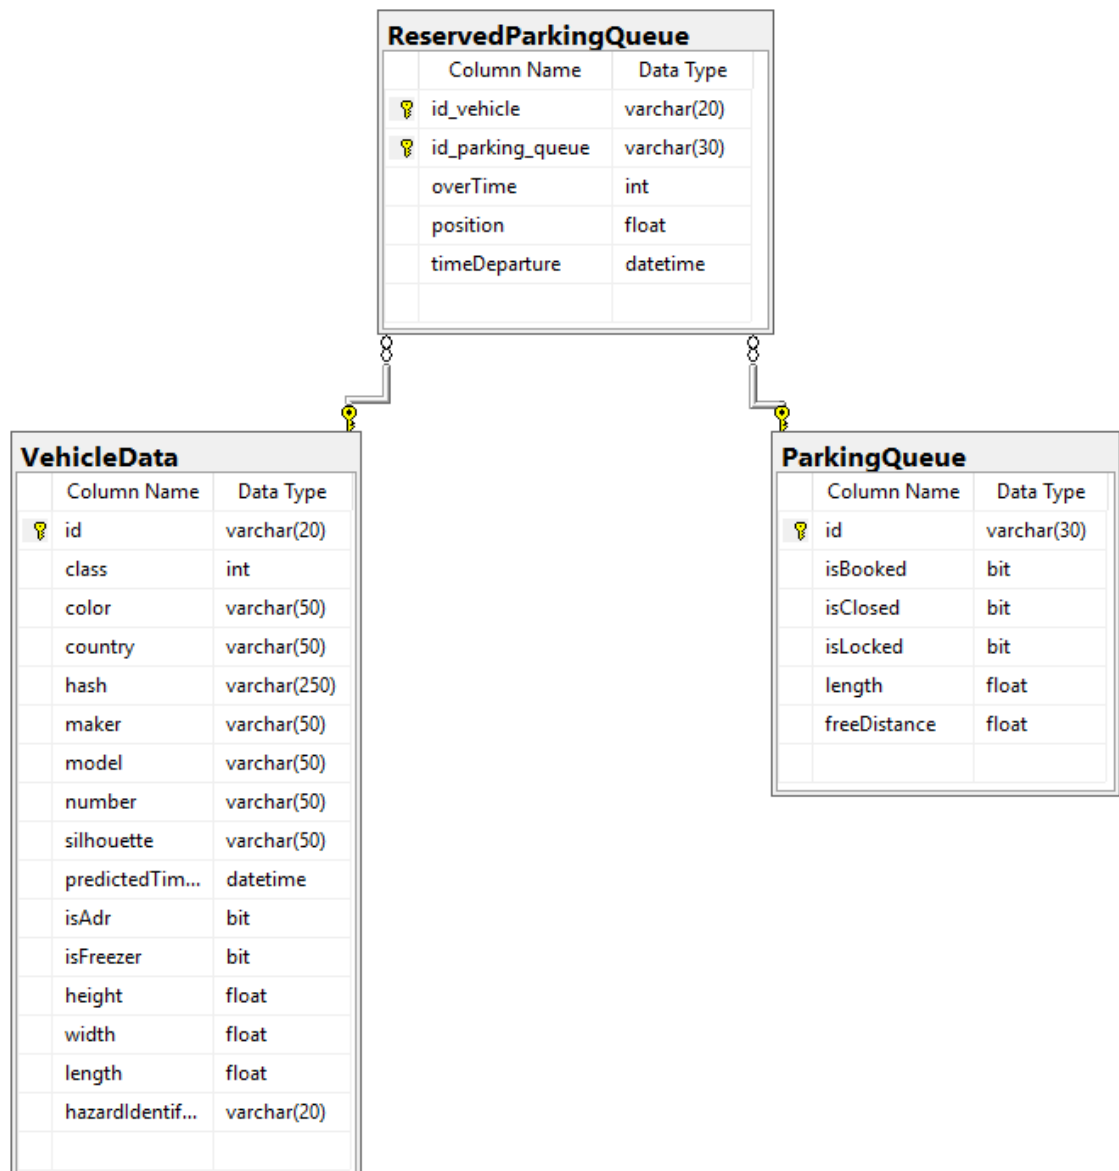 ReservedParkingQueue
Column Name Data Type
id_vehicle varchar(20)
id_parking_queue varchar(30)
overTime int
position float
timeDeparture datetime
VehicleData
Column Name Data Type
id varchar(20)
class int
color varchar(50)
country varchar(50)
hash varchar(250)
maker varchar(50)
model varchar(50)
number varchar(50)
silhouette varchar(50)
predictedTim... datetime
isAdr bit
isFreezer bit
height float
width float
length float
hazardIdentif... varchar(20)
ParkingQueue
Column Name Data Type
id varchar(30)
isBooked bit
isClosed bit
isLocked bit
length float
freeDistance float